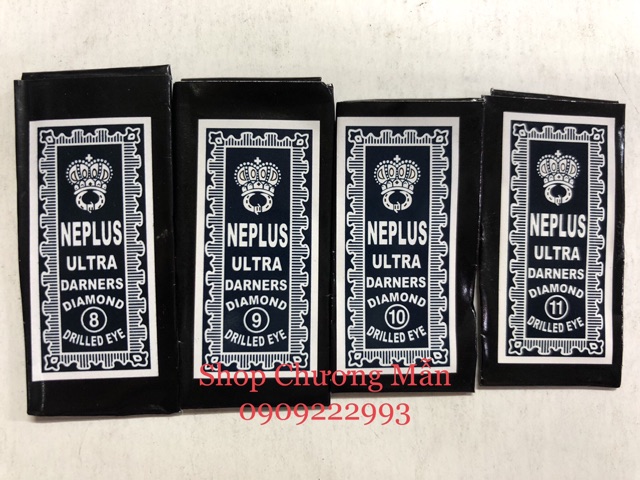 NEPLUS
ULTRA
DARNERS
DIAMOND
8
DRILLED EYE
NEPLUS
ULTRA
DARNERS
DIAMOND
9
DRILLED EYE
NEPLUS
ULTRA
DARNERS
DIAMOND
10
DRILLED EYE
NEPLUS
ULTRA
DARNERS
DIAMOND
11
DRILLED EYE
Shop Chương Mẫn
0909222993